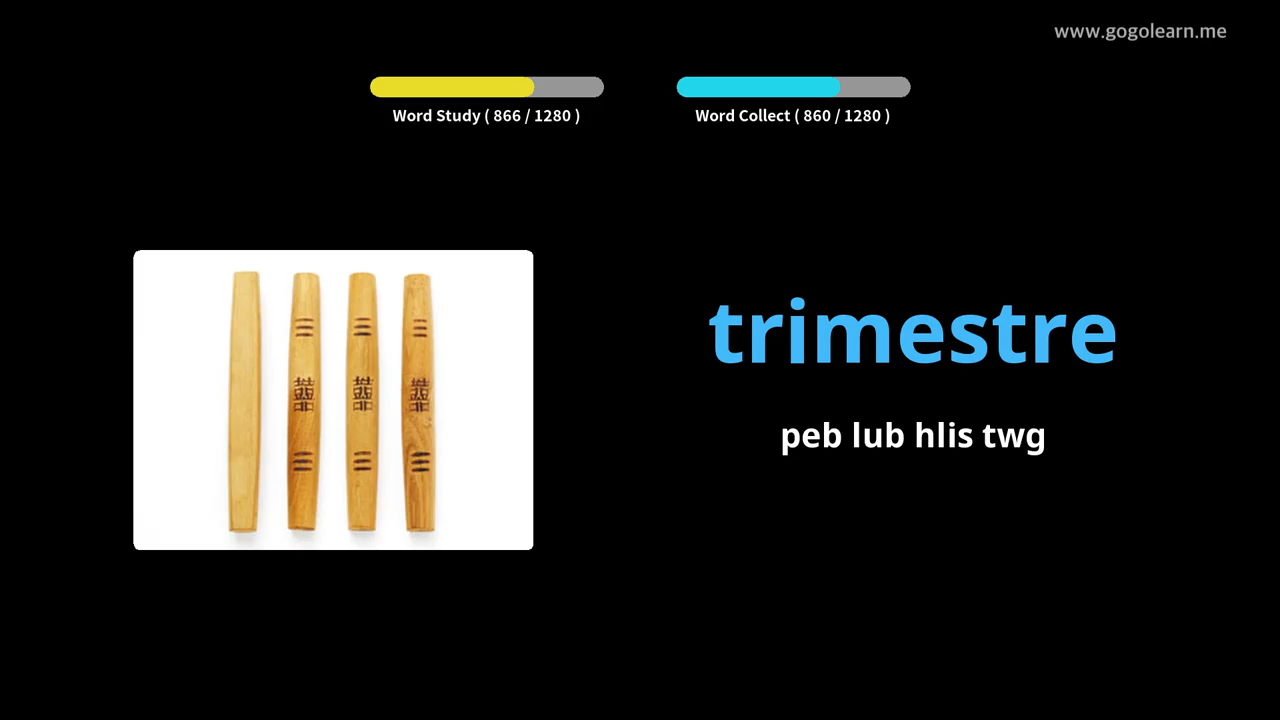 www.gogolearn.me
Word Study ( 866 / 1280 )
Word Collect ( 860 / 1280 )
trimestre
peb lub hlis twg